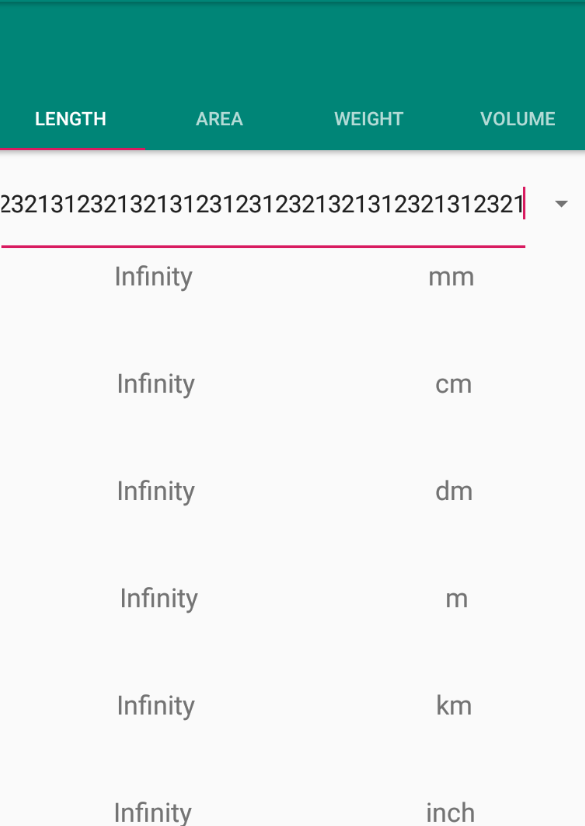 LENGTH AREA WEIGHT VOLUME
2321312321321312312312321321312321312321
Infinity mm
Infinity cm
Infinity dm
Infinity m
Infinity km
Infinity inch